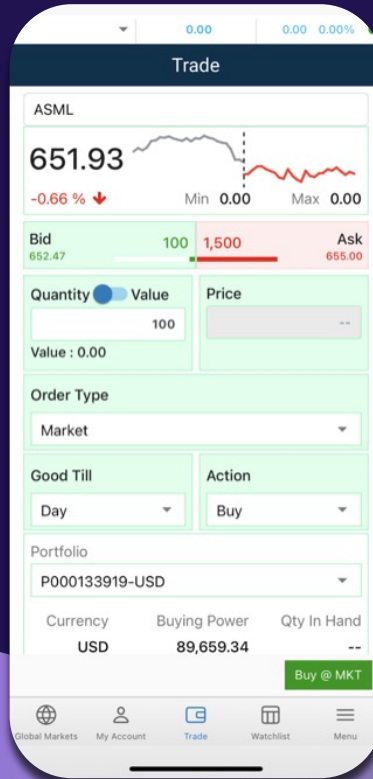 0.00 0.00 0.00%
Trade
ASML
651.93
-0.66 % Min 0.00 Max 0.00
Bid 100 1,500 Ask
652.47 655.00
Quantity Value Price
100 --
Value : 0.00
Order Type
Market
Good Till Action
Day Buy
Portfolio
P000133919-USD
Currency Buying Power Qty In Hand
USD 89,659.34 --
Buy @ MKT
Global Markets My Account Trade Watchlist Menu